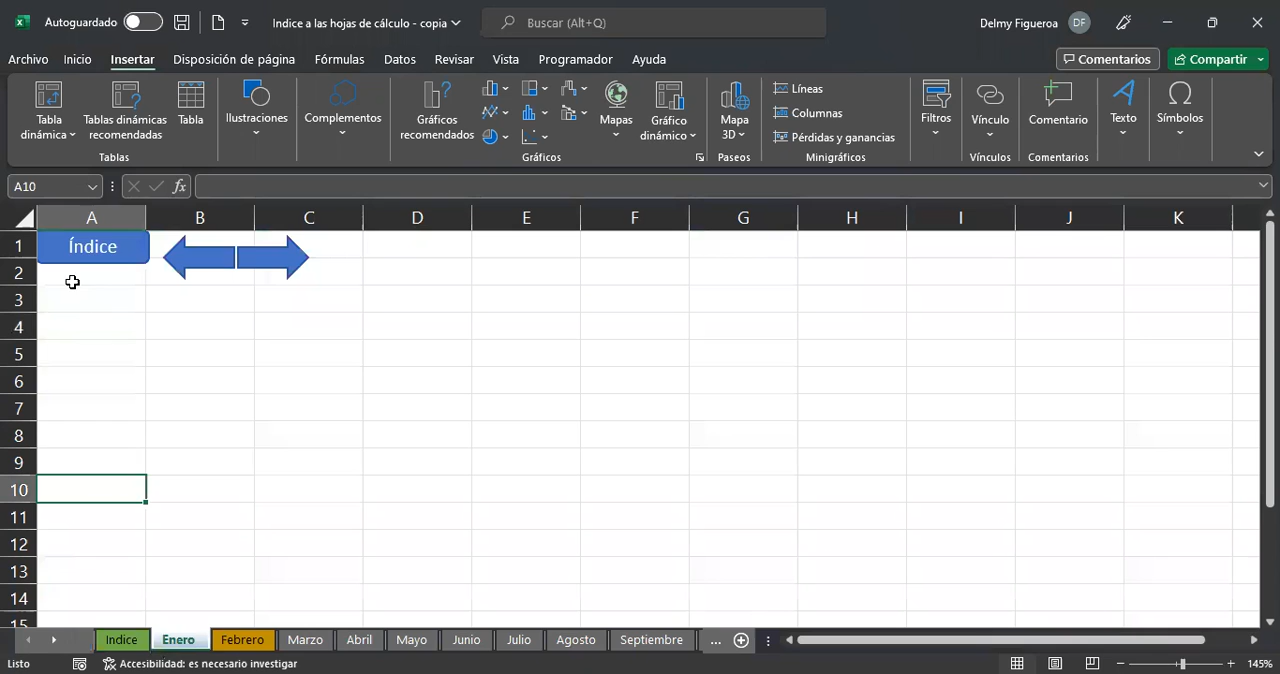 Autoguardado
Indice a las hojas de cálculo - copia
Buscar (Alt+Q)
Delmy Figueroa
DF
Archivo
Inicio
Insertar
Disposición de página
Fórmulas
Datos
Revisar
Vista
Programador
Ayuda
Comentarios
Compartir
Tabla
dinámica
Tablas dinámicas
recomendadas
Tabla
Tablas
Ilustraciones
Complementos
Gráficos
recomendados
Mapas
Gráfico
dinámico
Gráficos
Mapa
3D
Paseos
Líneas
Columnas
Pérdidas y ganancias
Minigráficos
Filtros
Vínculo
Vínculos
Comentario
Comentarios
Texto
Símbolos
A10
fx
A B C D E F G H I J K
1
Índice
2
3
4
5
6
7
8
9
10
11
12
13
14
15
Indice
Enero
Febrero
Marzo
Abril
Mayo
Junio
Julio
Agosto
Septiembre
...
Listo
Accesibilidad: es necesario investigar
145%